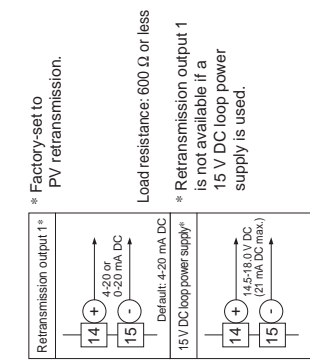 Retransmission output 1*
14
+
15
-
4-20 or
0-20 mA DC
Default: 4-20 mA DC
* Factory-set to
PV retransmission.
Load resistance: 600 Ω or less
15 V DC loop power supply*
14
+
15
-
14.5-18.0 V DC
(21 mA DC max.)
* Retransmission output 1
is not available if a
15 V DC loop power
supply is used.